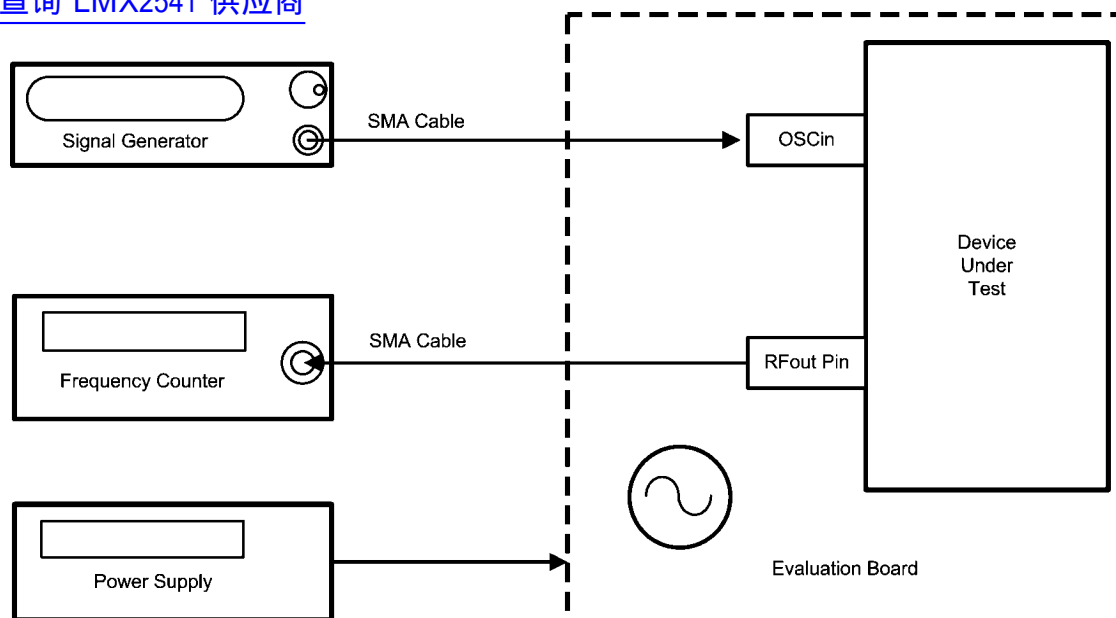 查询"LMX2541"供应商
SMA Cable
Signal Generator
OSCin
Device
Under
Test
SMA Cable
RFout Pin
Frequency Counter
Power Supply
Evaluation Board